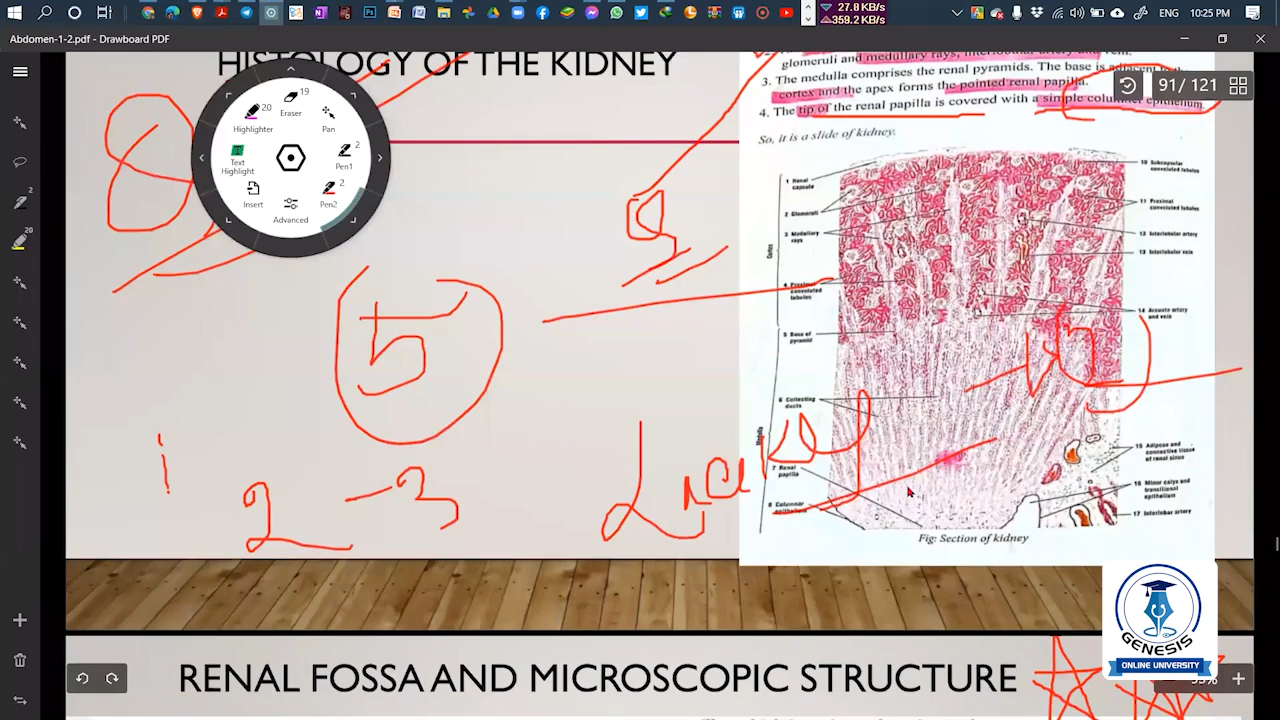 ENG 10:25 PM
27.8 KB/s
359.2 KB/s
Abdomen-1-2.pdf - Drawboard PDF
HISTOLOGY OF THE KIDNEY
91 / 121
20
Highlighter
19
Eraser
Pan
Text
Highlight
2
Pen1
Insert
2
Pen2
Advanced
glomeruli and medullary rays, interlobular artery and vein.
3. The medulla comprises the renal pyramids. The base is adjacent
cortex and the apex forms the pointed renal papilla.
4. The tip of the renal papilla is covered with a simple columnar epithelium.
So, it is a slide of kidney.
1 Renal
capsule
2 Glomeruli
3 Medullary
rays
Cortex
4 Proximal
convoluted
tubules
5 Base of
pyramid
6 Collecting
ducts
Medulla
7 Renal
papilla
8 Columnar
epithelium
10 Subcapsular
convoluted tubules
11 Proximal
convoluted tubules
12 Interlobular artery
13 Interlobular vein
14 Arcuate artery
and vein
15 Adipose and
connective tissue
of renal sinus
16 Minor calyx and
transitional
epithelium
17 Interlobar artery
Fig: Section of kidney
8
5
2 - 3
2
20
RENAL FOSSA AND MICROSCOPIC STRUCTURE
GENESIS
ONLINE UNIVERSITY